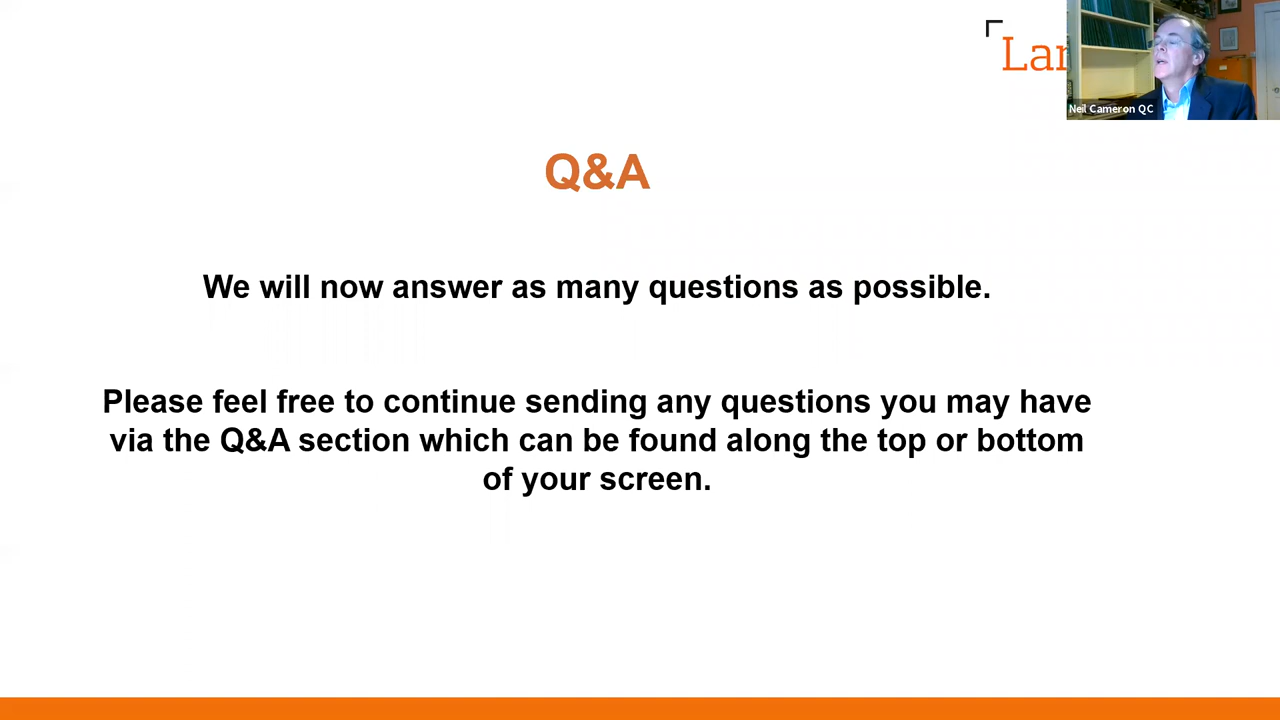 Lan
Neil Cameron QC
Q&A
We will now answer as many questions as possible.
Please feel free to continue sending any questions you may have
via the Q&A section which can be found along the top or bottom
of your screen.